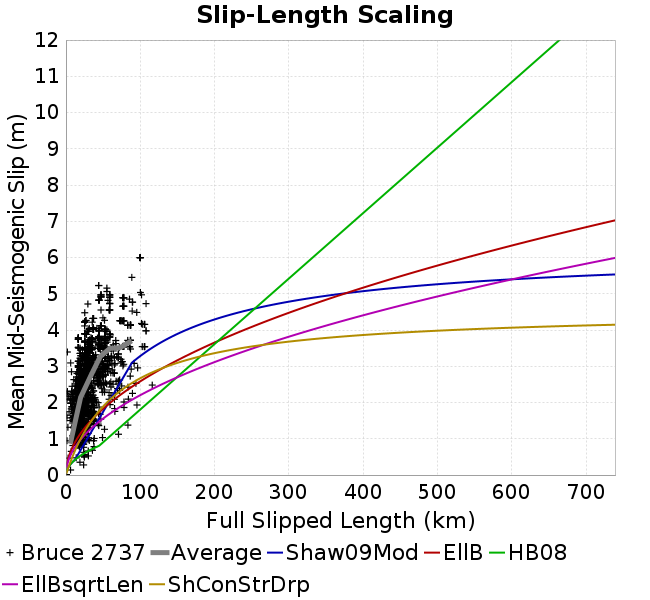 Slip-Length Scaling
Mean Mid-Seismogenic Slip (m)
12
11
10
9
8
7
6
5
4
3
2
1
0
0 100 200 300 400 500 600 700
Full Slipped Length (km)
Bruce 2737 Average Shaw09Mod EllB HB08
EllBsqrtLen ShConStrDrp